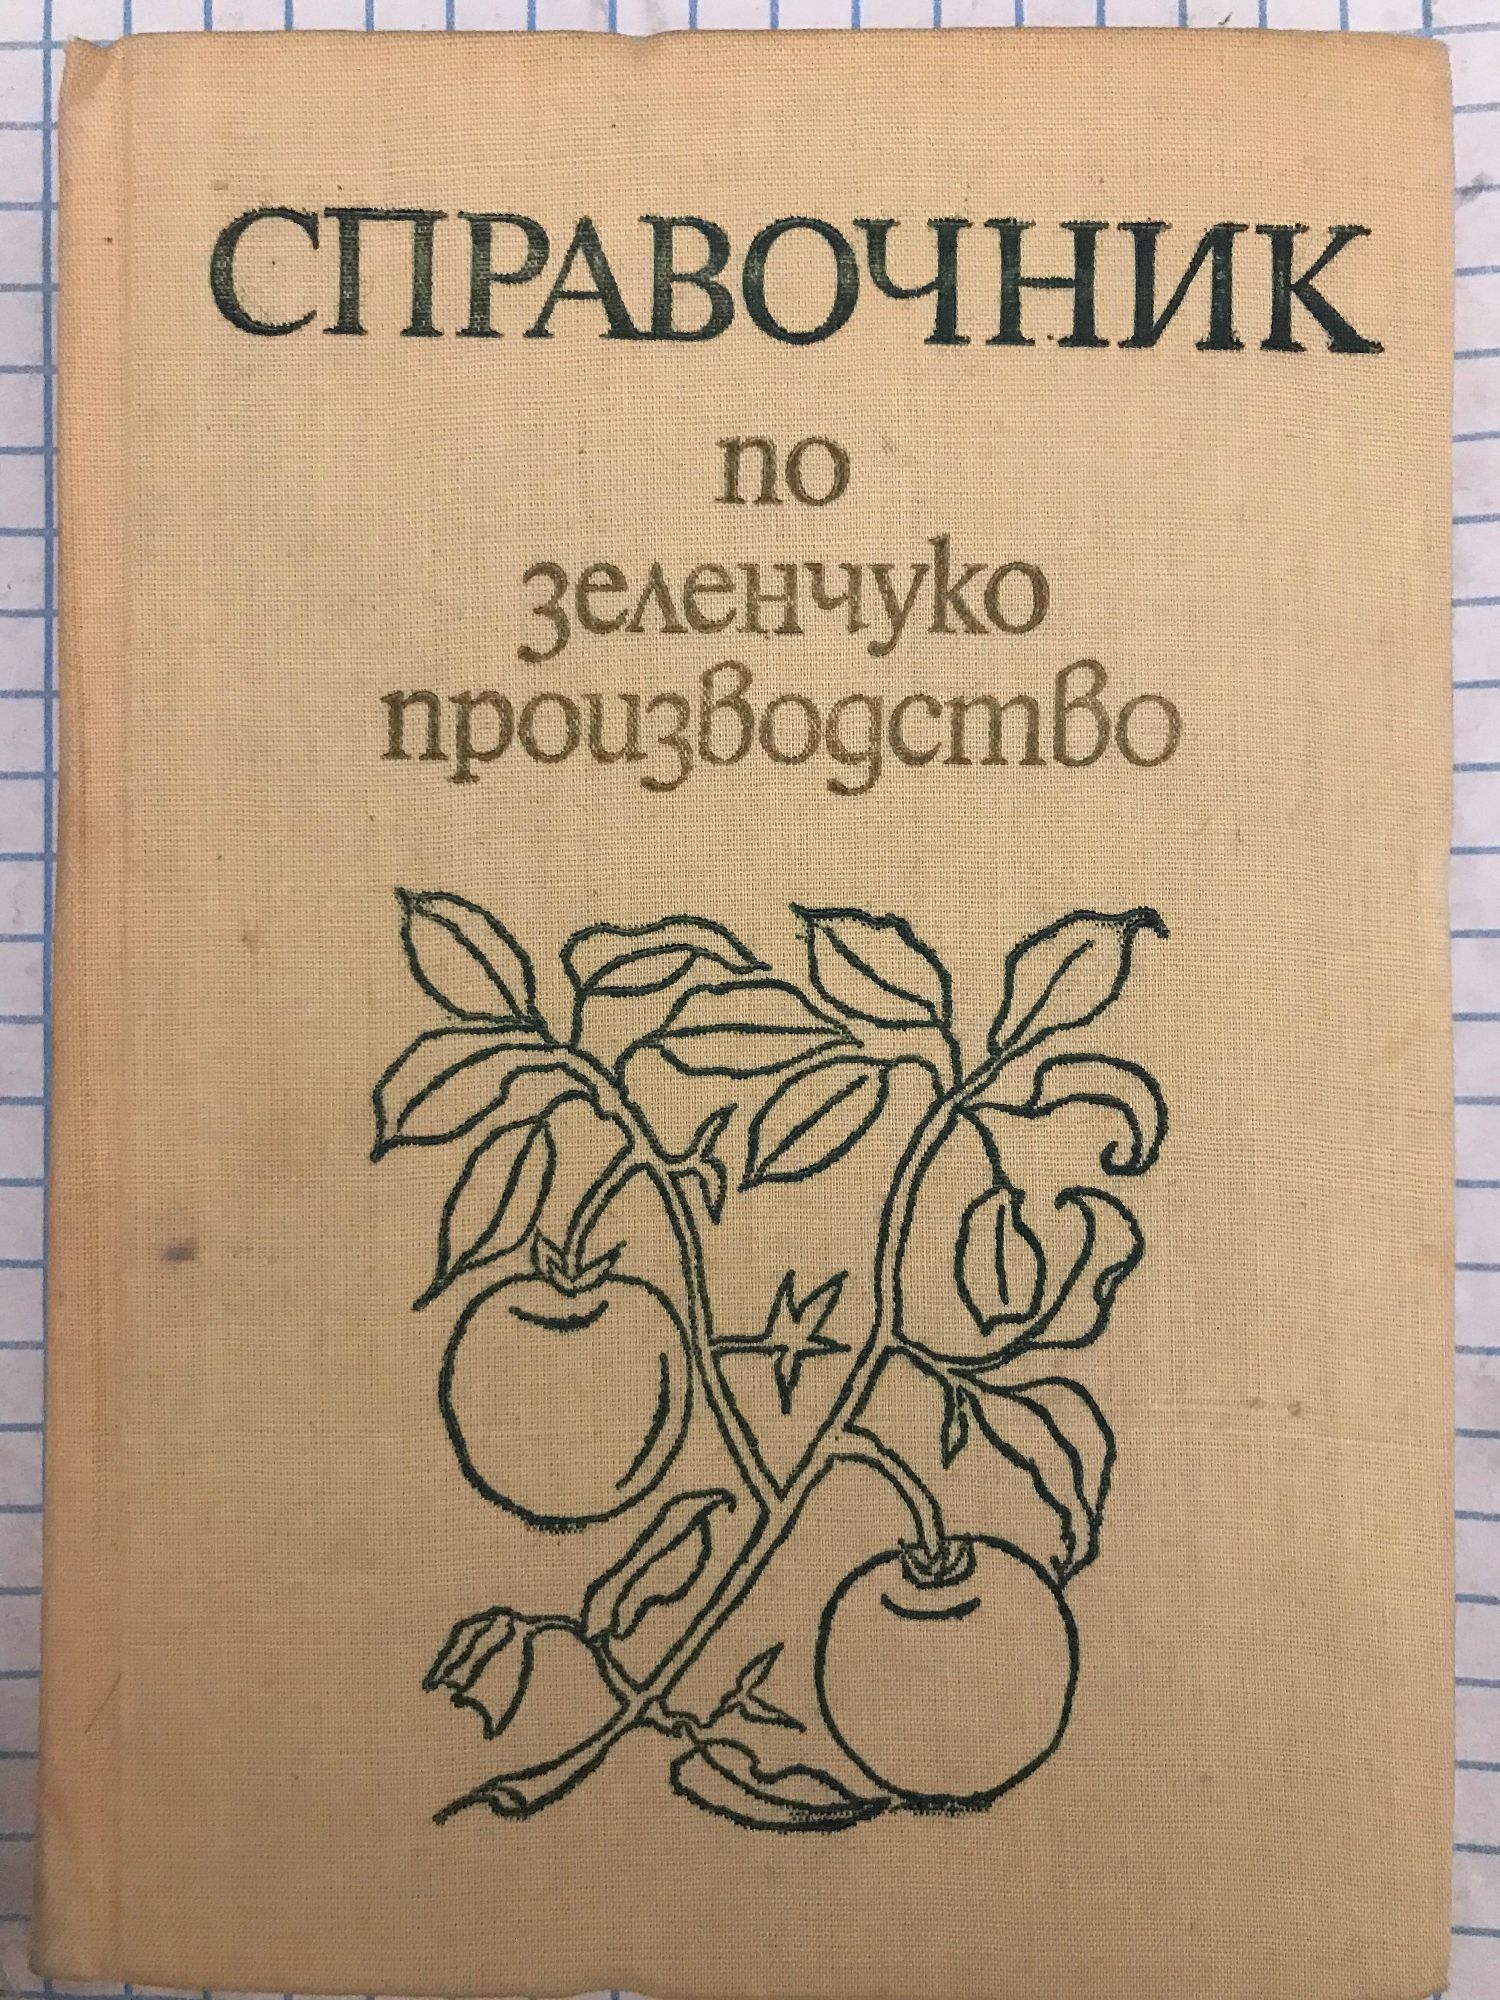 СПРАВОЧНИК
по
зеленчуко
производство